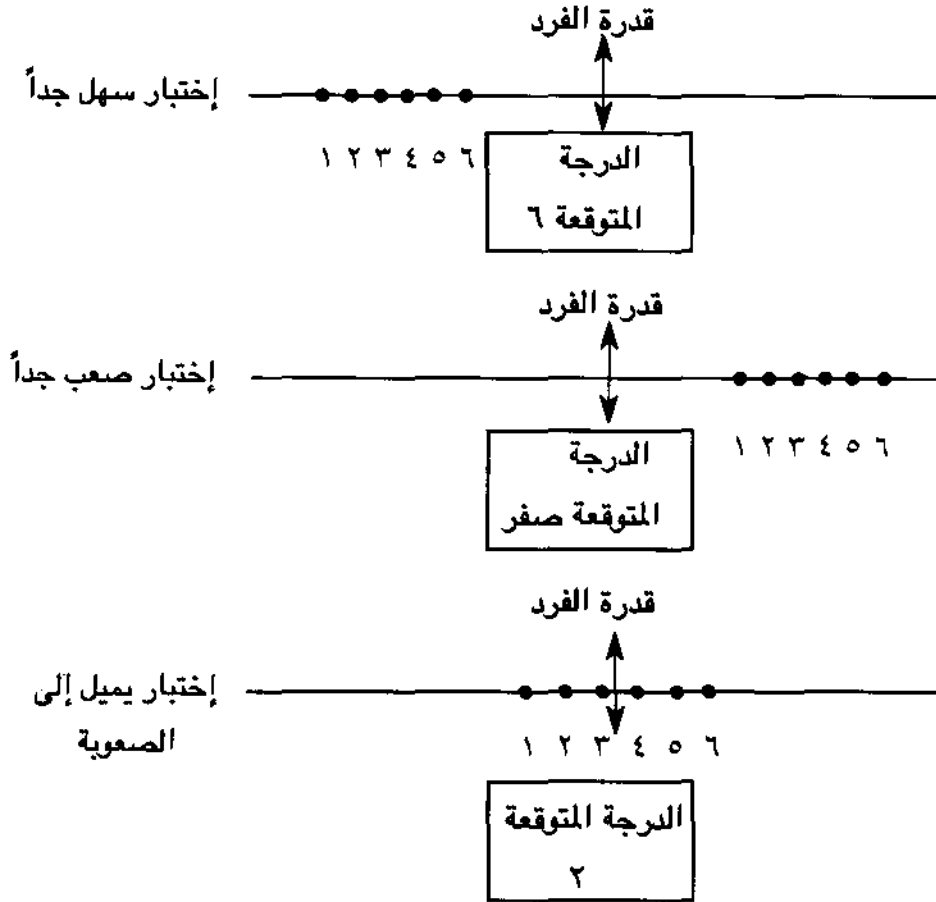 قدرة الفرد
إختبار سهل جداً
١ ٢ ٣ ٤ ٥ ٦
الدرجة
المتوقعة ٦
قدرة الفرد
إختبار صعب جداً
١ ٢ ٣ ٤ ٥ ٦
الدرجة
المتوقعة صفر
قدرة الفرد
إختبار يميل إلى
الصعوبة
١ ٢ ٣ ٤ ٥ ٦
الدرجة المتوقعة
٢